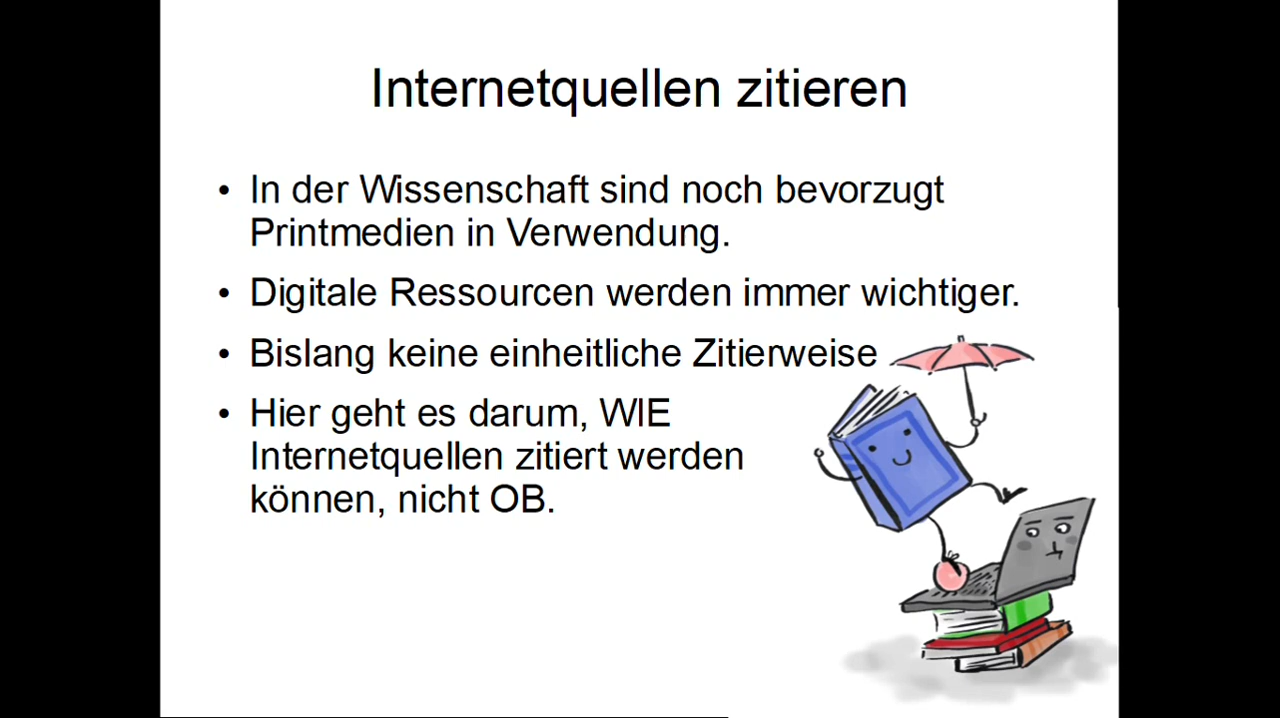 Internetquellen zitieren
• In der Wissenschaft sind noch bevorzugt
Printmedien in Verwendung.
• Digitale Ressourcen werden immer wichtiger.
• Bislang keine einheitliche Zitierweise
• Hier geht es darum, WIE
Internetquellen zitiert werden
können, nicht OB.